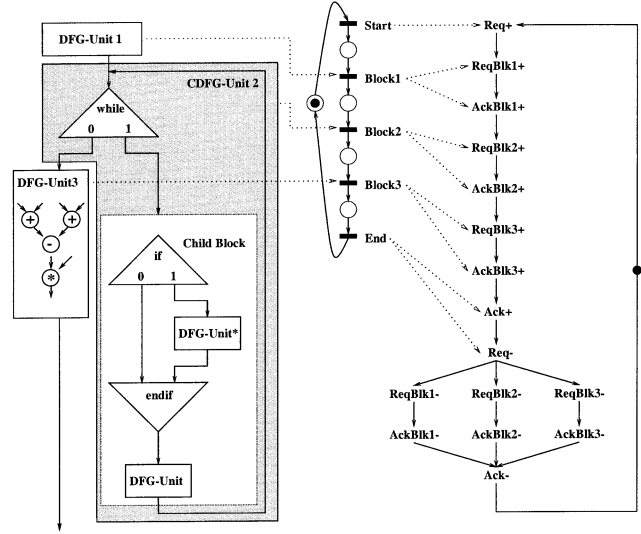 DFG-Unit 1
CDFG-Unit 2
while
0 1
DFG-Unit3
+ +
-
*
Child Block
if
0 1
DFG-Unit*
endif
DFG-Unit
Start
Block1
Block2
Block3
End
Req+
ReqBlk1+
AckBlk1+
ReqBlk2+
AckBlk2+
ReqBlk3+
AckBlk3+
Ack+
Req-
ReqBlk1- ReqBlk2- ReqBlk3-
AckBlk1- AckBlk2- AckBlk3-
Ack-